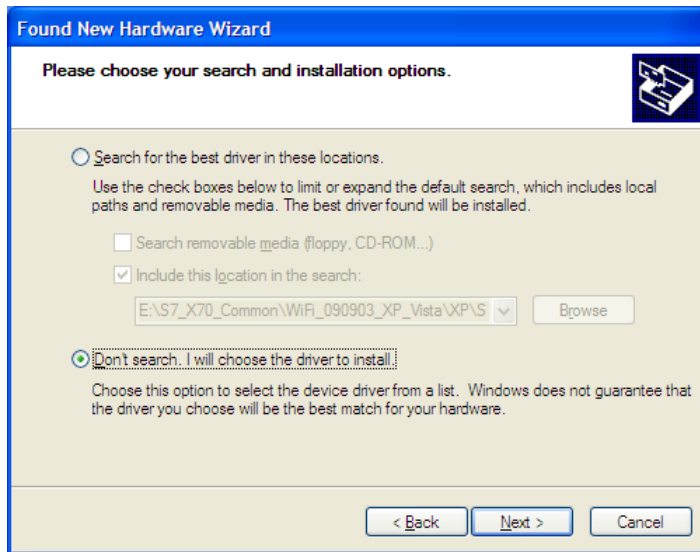 Found New Hardware Wizard
Please choose your search and installation options.
Search for the best driver in these locations.
Use the check boxes below to limit or expand the default search, which includes local
paths and removable media. The best driver found will be installed.
Search removable media (floppy, CD-ROM...)
Include this location in the search:
E:\S7_X70_Common\WiFi_090903_XP_Vista\XP\S
Browse
Don't search. I will choose the driver to install.
Choose this option to select the device driver from a list. Windows does not guarantee that
the driver you choose will be the best match for your hardware.
< Back Next > Cancel